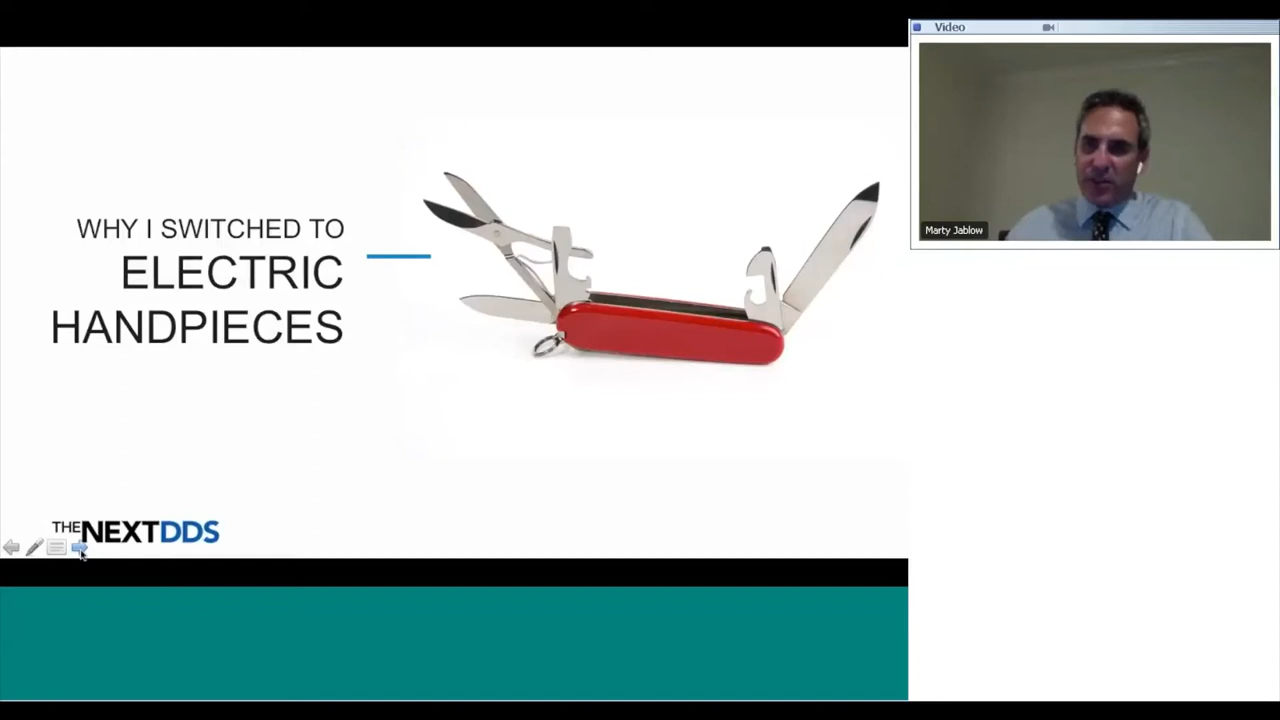 WHY I SWITCHED TO
ELECTRIC
HANDPIECES
THENEXTDDS
Video
Marty Jablow